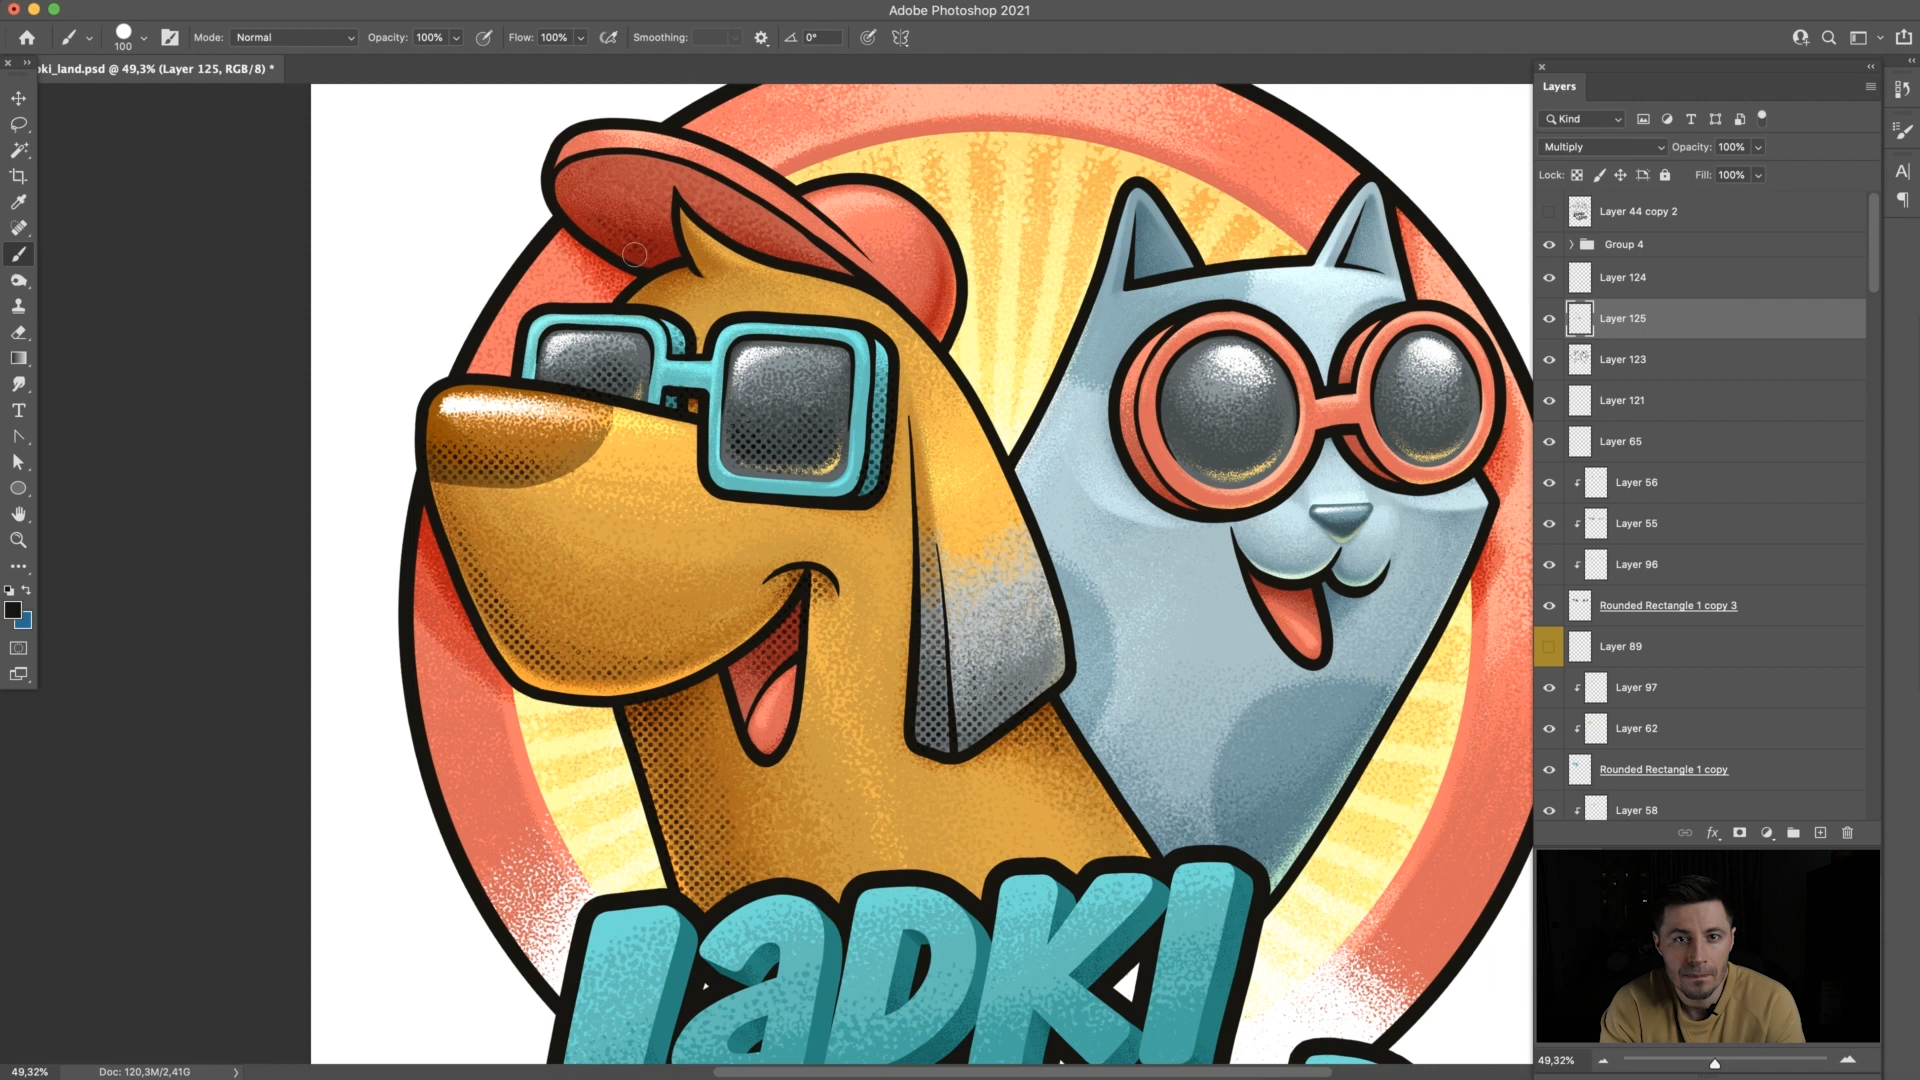 Adobe Photoshop 2021
100
Mode: Normal
Opacity: 100%
Flow: 100%
Smoothing:
0°
oki_land.psd @ 49,3% (Layer 125, RGB/8) *
Layers
Kind
Multiply
Opacity: 100%
Lock:
Fill: 100%
Layer 44 copy 2
Group 4
Layer 124
Layer 125
Layer 123
Layer 121
Layer 65
Layer 56
Layer 55
Layer 96
Rounded Rectangle 1 copy 3
Layer 89
Layer 97
Layer 62
Rounded Rectangle 1 copy
Layer 58
fx
laDKI
49,32%
49,32%
Doc: 120,3M/2,41G